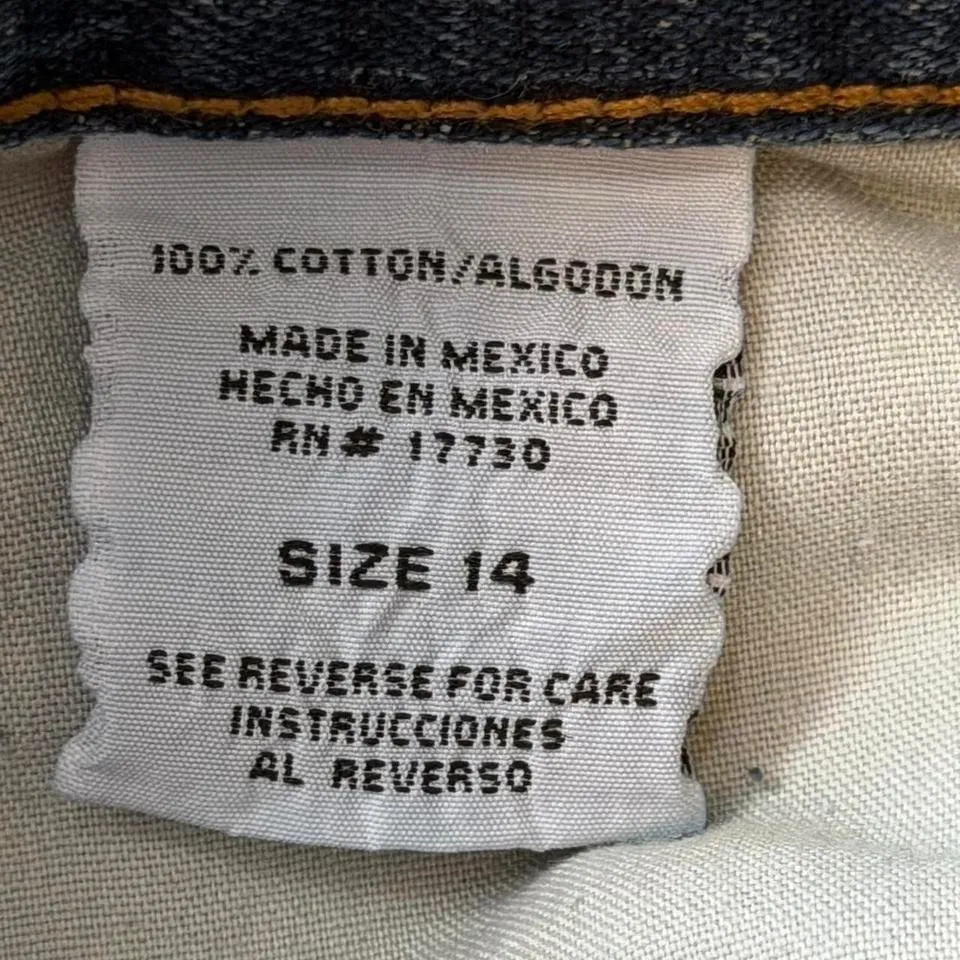 100% COTTON/ALGODON
MADE IN MEXICO
HECHO EN MEXICO
RN# 17730
SIZE 14
SEE REVERSE FOR CARE
INSTRUCCIONES
AL REVERSO